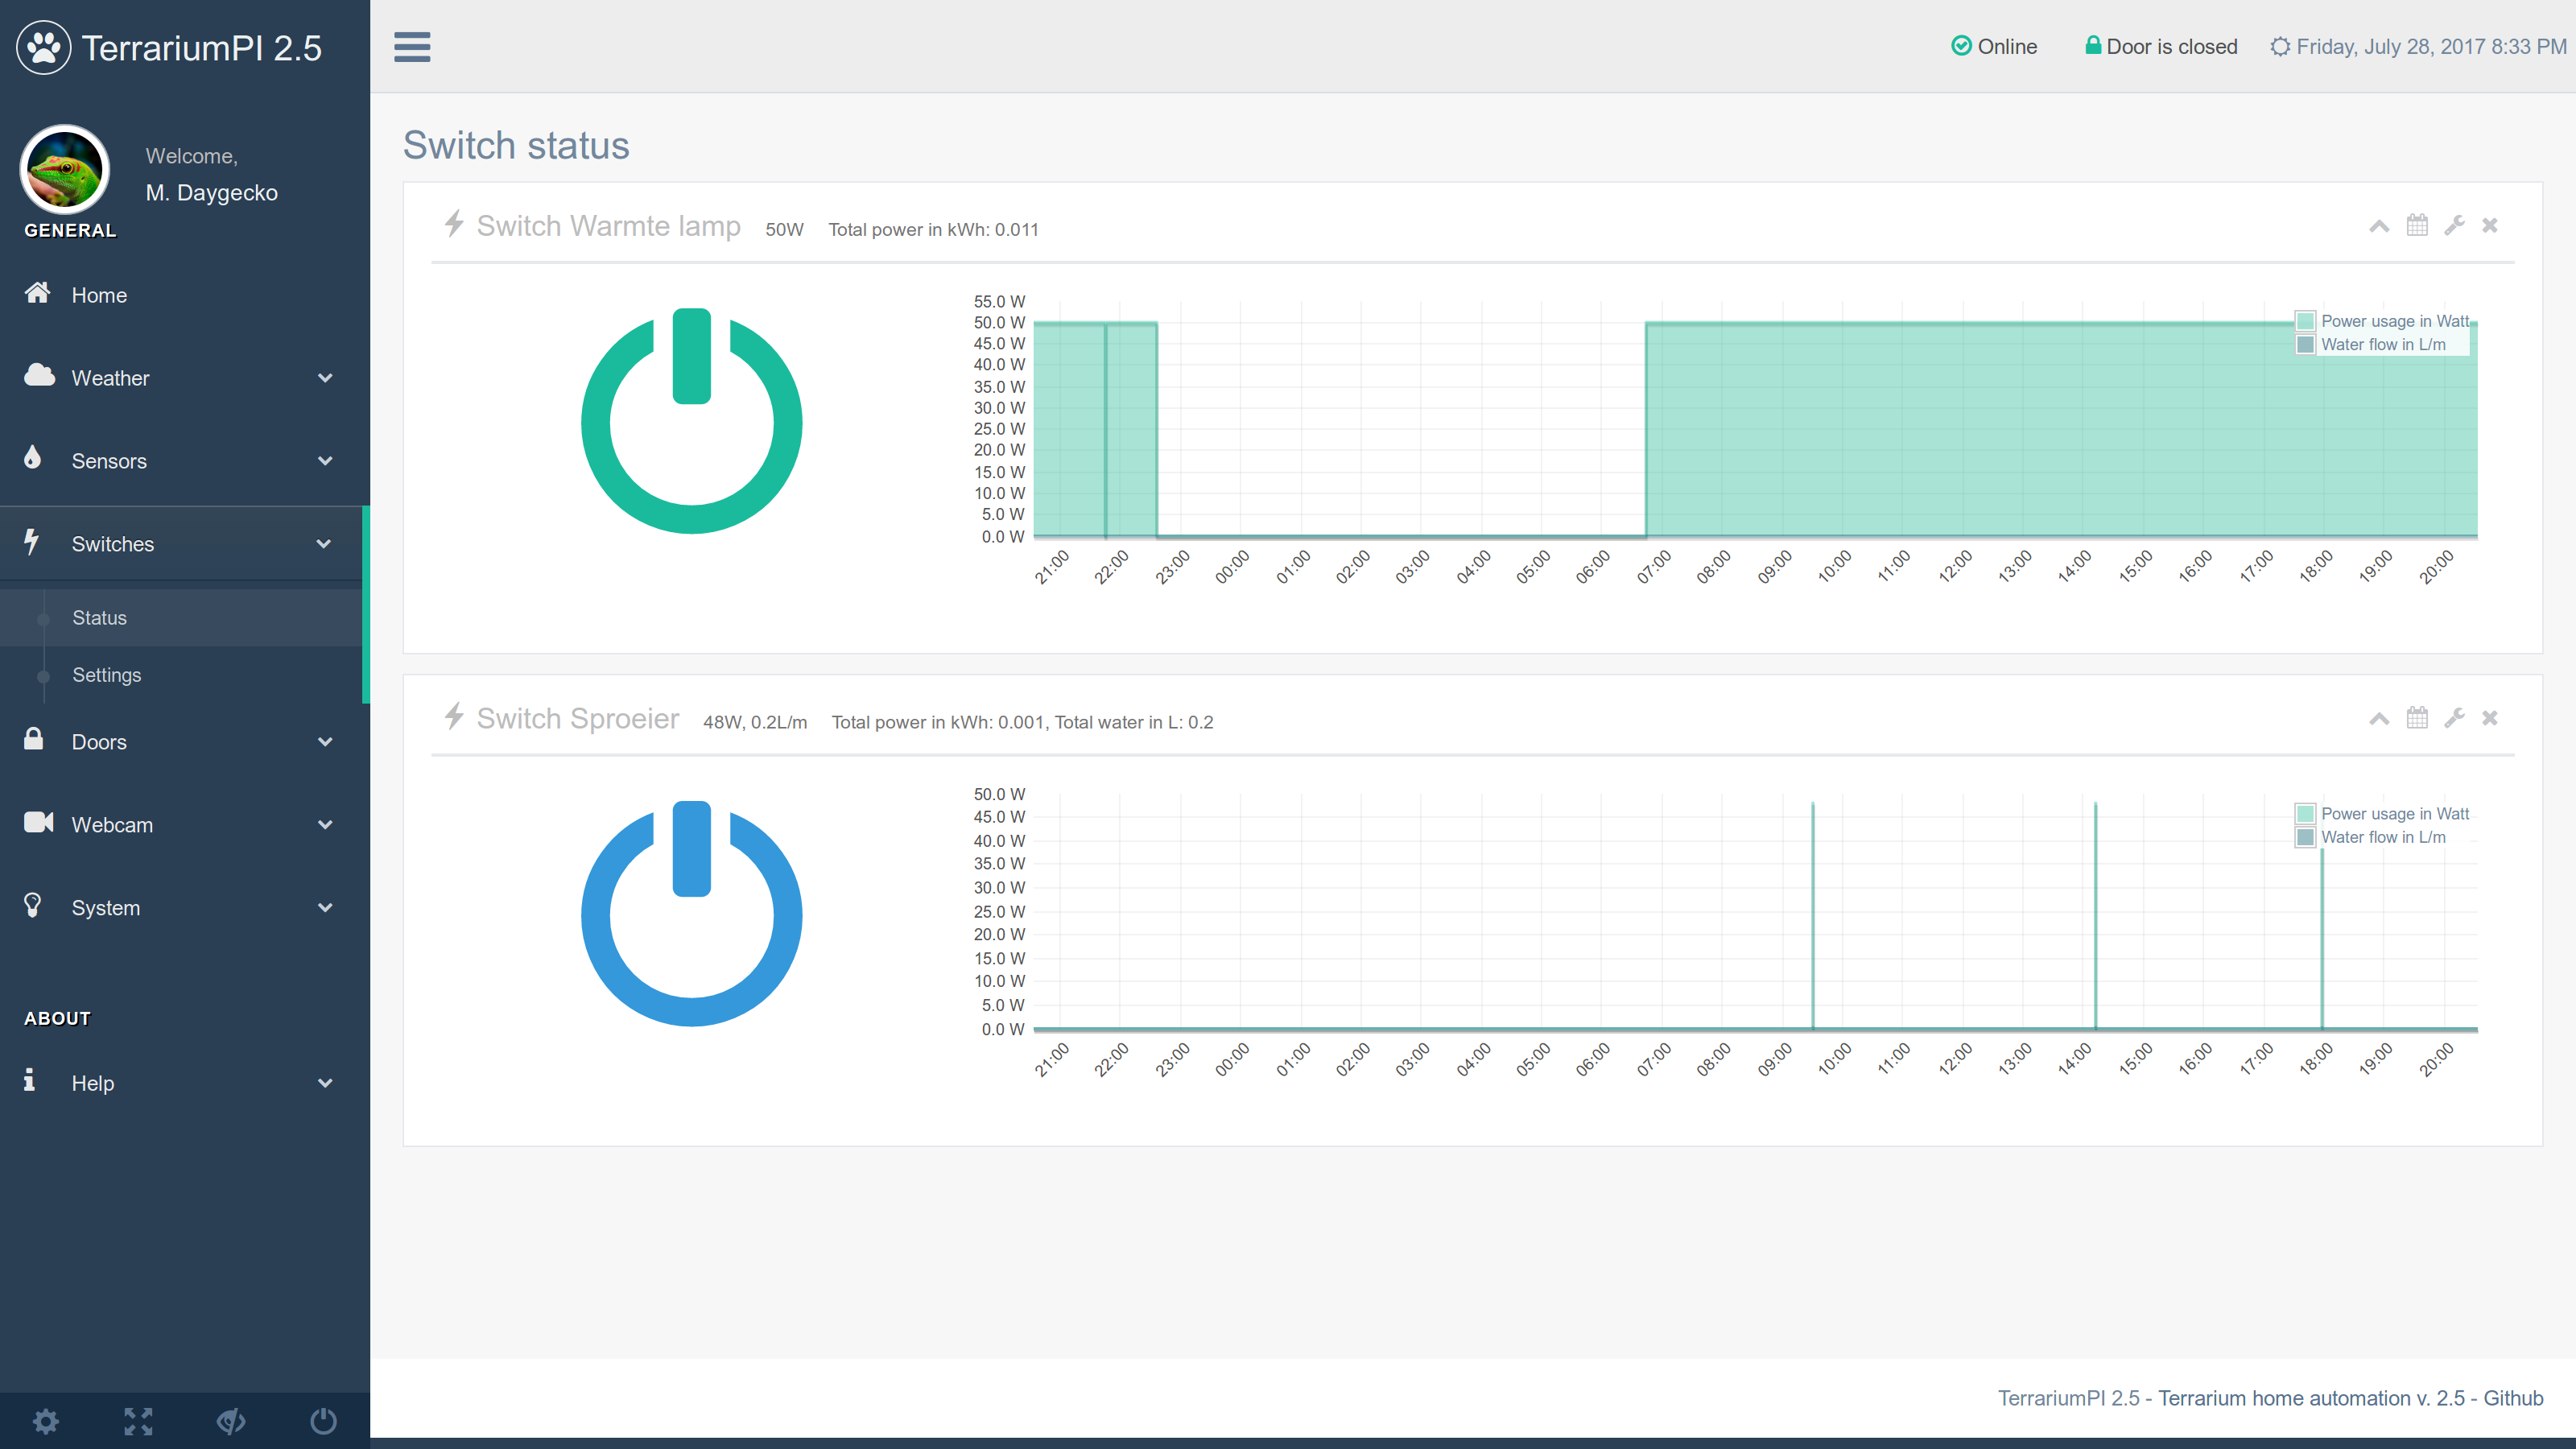 TerrariumPI 2.5
Welcome,
M. Daygecko
GENERAL
Home
Weather
Sensors
Switches
Status
Settings
Doors
Webcam
System
ABOUT
Help
Online
Door is closed
Friday, July 28, 2017 8:33 PM
Switch status
Switch Warmte lamp 50W Total power in kWh: 0.011
55.0 W
50.0 W
45.0 W
40.0 W
35.0 W
30.0 W
25.0 W
20.0 W
15.0 W
10.0 W
5.0 W
0.0 W
Power usage in Watt
Water flow in L/m
21:00 22:00 23:00 00:00 01:00 02:00 03:00 04:00 05:00 06:00 07:00 08:00 09:00 10:00 11:00 12:00 13:00 14:00 15:00 16:00 17:00 18:00 19:00 20:00
Switch Sproeier 48W, 0.2L/m Total power in kWh: 0.001, Total water in L: 0.2
50.0 W
45.0 W
40.0 W
35.0 W
30.0 W
25.0 W
20.0 W
15.0 W
10.0 W
5.0 W
0.0 W
Power usage in Watt
Water flow in L/m
21:00 22:00 23:00 00:00 01:00 02:00 03:00 04:00 05:00 06:00 07:00 08:00 09:00 10:00 11:00 12:00 13:00 14:00 15:00 16:00 17:00 18:00 19:00 20:00
TerrariumPI 2.5 - Terrarium home automation v. 2.5 - Github